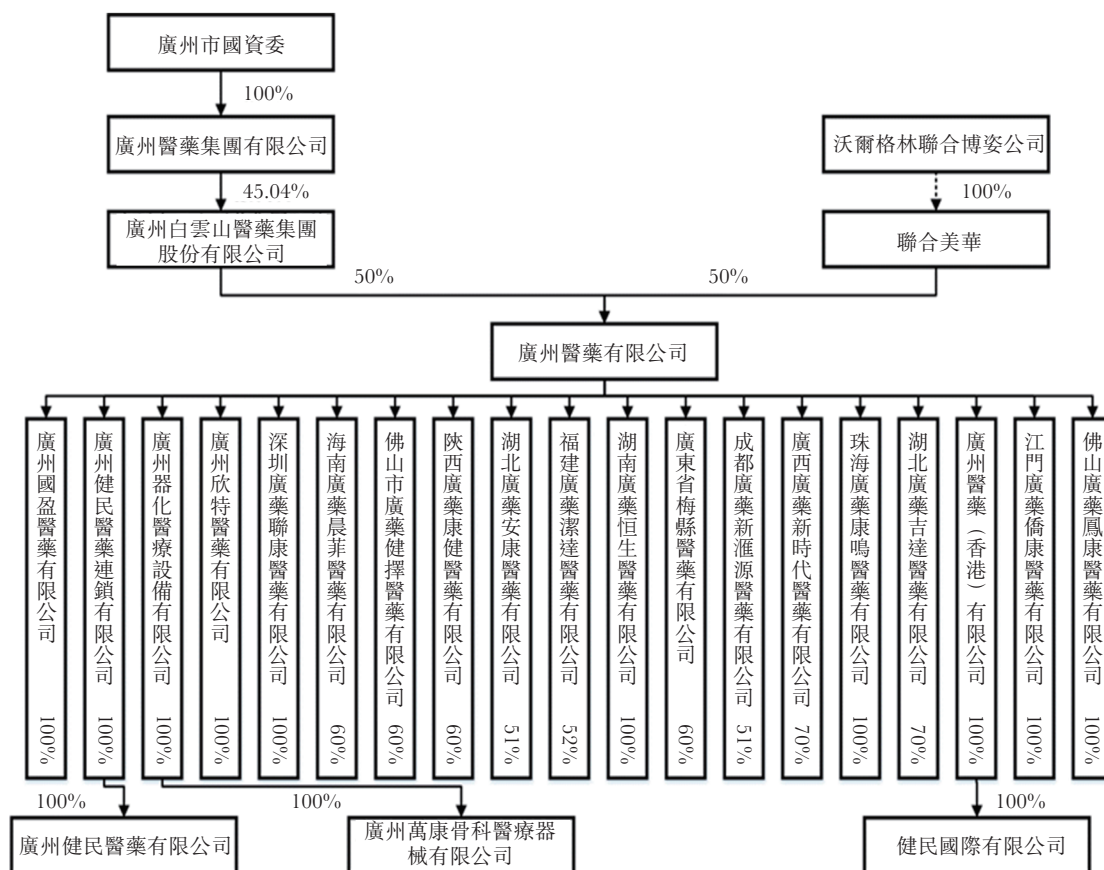 廣州市國資委
100%
廣州醫藥集團有限公司
沃爾格林聯合博姿公司
45.04%
100%
廣州白雲山醫藥集團
股份有限公司
聯合美華
50%
50%
廣州醫藥有限公司
廣州國盈醫藥有限公司 100%
廣州健民醫藥連鎖有限公司 100%
廣州器化醫療設備有限公司 100%
廣州欣特醫藥有限公司 100%
深圳廣藥聯康醫藥有限公司 100%
海南廣藥晨菲醫藥有限公司 60%
佛山市廣藥健擇醫藥有限公司 60%
陝西廣藥康健醫藥有限公司 60%
湖北廣藥安康醫藥有限公司 51%
福建廣藥潔達醫藥有限公司 52%
湖南廣藥恒生醫藥有限公司 100%
廣東省梅縣醫藥有限公司 60%
成都廣藥新滙源醫藥有限公司 51%
廣西廣藥新時代醫藥有限公司 70%
珠海廣藥康鳴醫藥有限公司 100%
湖北廣藥吉達醫藥有限公司 70%
廣州醫藥（香港）有限公司 100%
江門廣藥僑康醫藥有限公司 100%
佛山廣藥鳳康醫藥有限公司 100%
100%
100%
100%
廣州健民醫藥有限公司
廣州萬康骨科醫療器
械有限公司
健民國際有限公司